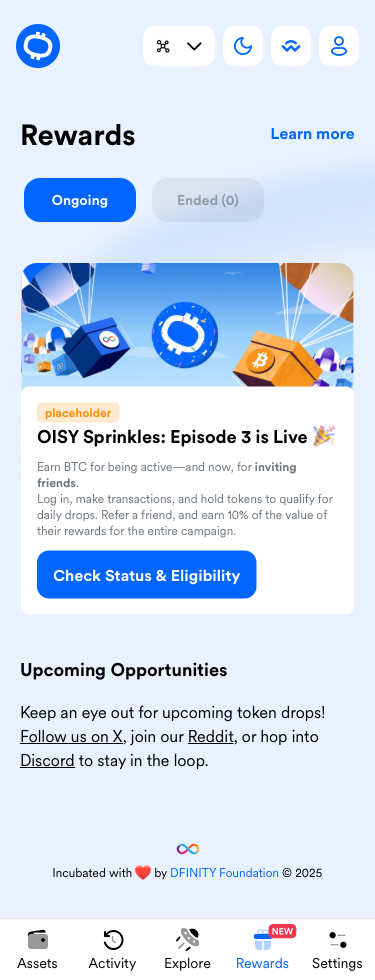 Rewards
Learn more
Ongoing
Ended (0)
placeholder
OISY Sprinkles: Episode 3 is Live 🎉
Earn BTC for being active—and now, for inviting
friends.
Log in, make transactions, and hold tokens to qualify for
daily drops. Refer a friend, and earn 10% of the value of
their rewards for the entire campaign.
Check Status & Eligibility
Upcoming Opportunities
Keep an eye out for upcoming token drops!
Follow us on X, join our Reddit, or hop into
Discord to stay in the loop.
Incubated with ❤️ by DFINITY Foundation © 2025
NEW
Assets
Activity
Explore
Rewards
Settings